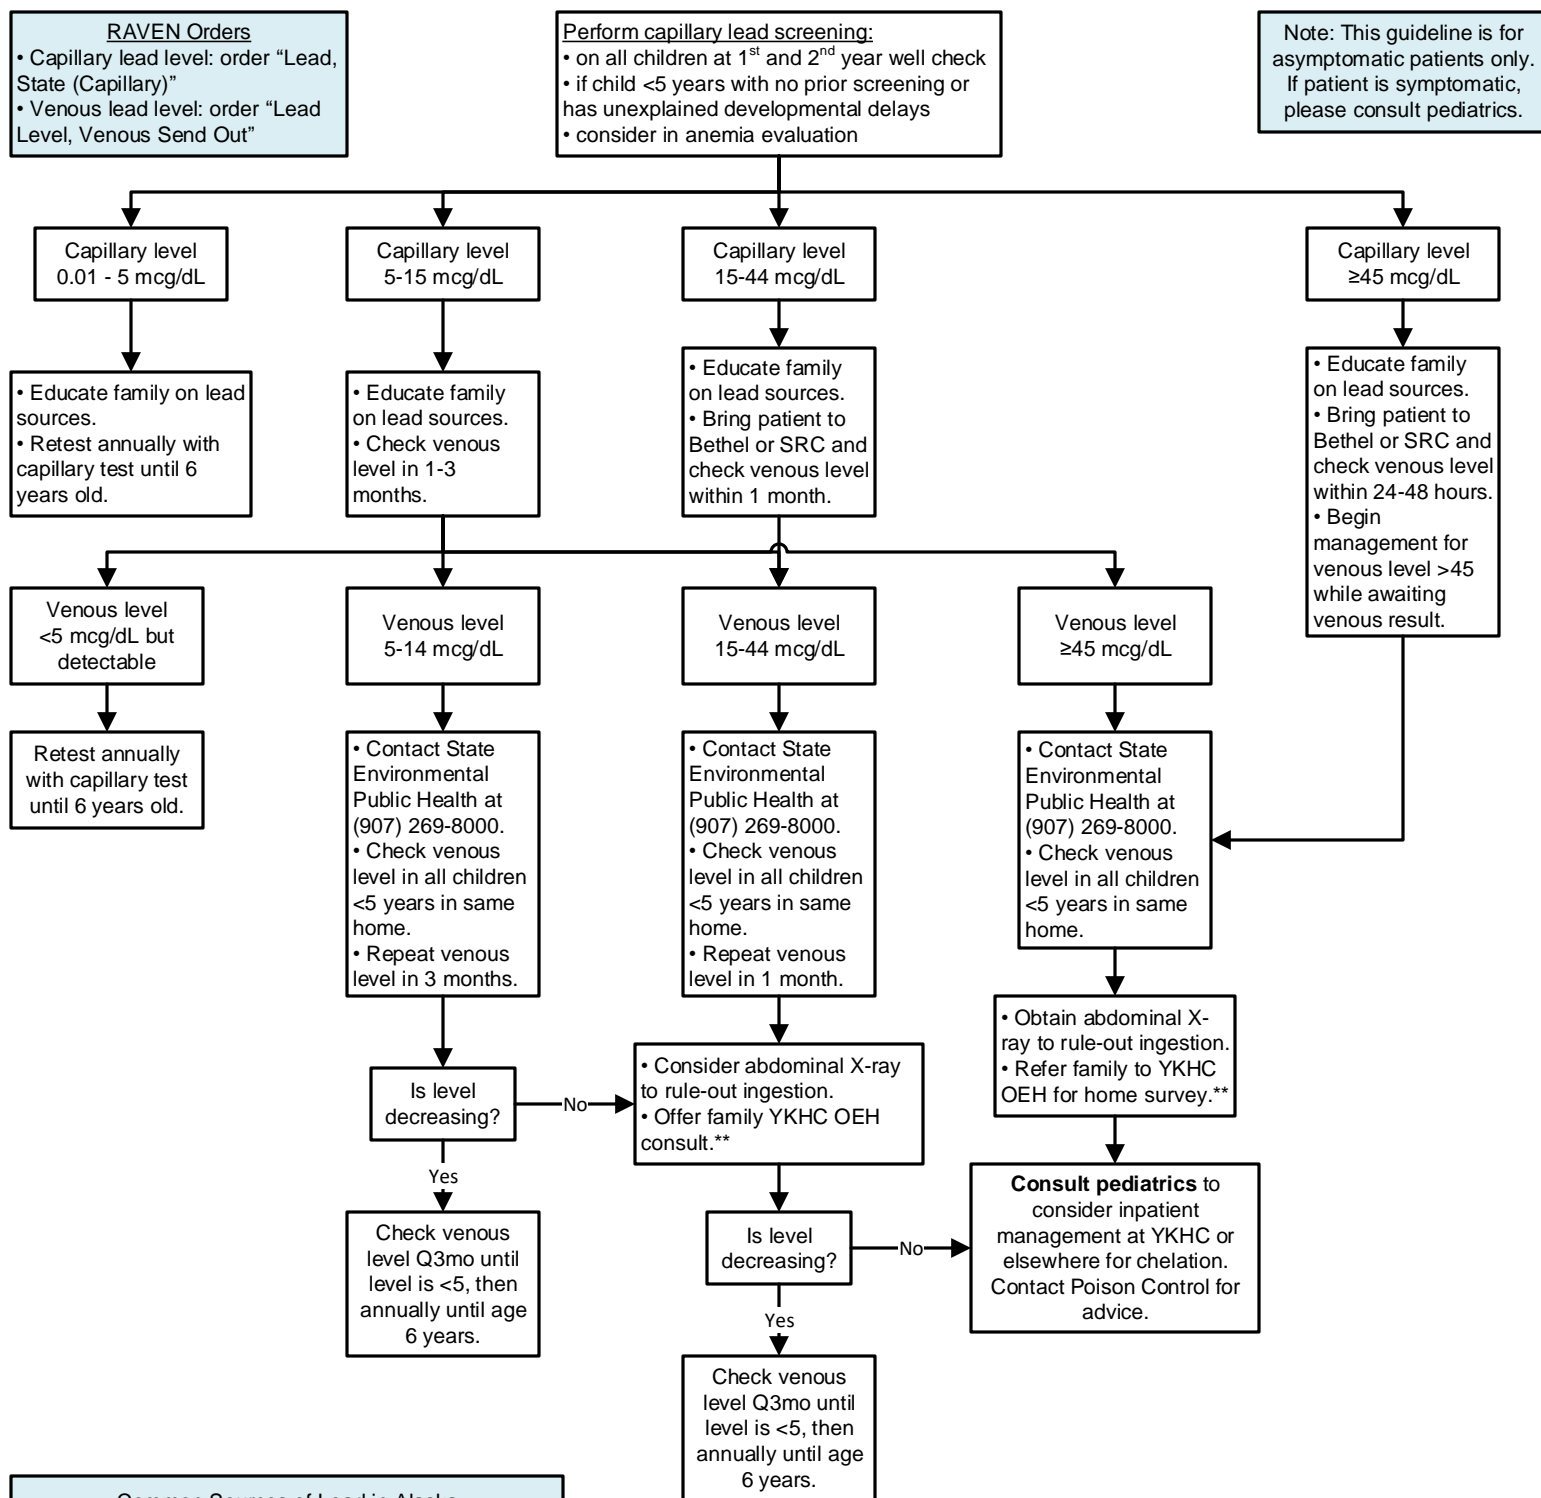 RAVEN Orders
• Capillary lead level: order “Lead,
State (Capillary)”
• Venous lead level: order “Lead
Level, Venous Send Out”
Perform capillary lead screening:
• on all children at 1st and 2nd year well check
• if child <5 years with no prior screening or
has unexplained developmental delays
• consider in anemia evaluation
Note: This guideline is for
asymptomatic patients only.
If patient is symptomatic,
please consult pediatrics.
Capillary level
0.01 - 5 mcg/dL
Capillary level
5-15 mcg/dL
Capillary level
15-44 mcg/dL
Capillary level
≥45 mcg/dL
• Educate family on lead
sources.
• Retest annually with
capillary test until 6
years old.
• Educate family
on lead sources.
• Check venous
level in 1-3
months.
• Educate family
on lead sources.
• Bring patient to
Bethel or SRC and
check venous level
within 1 month.
• Educate family
on lead sources.
• Bring patient to
Bethel or SRC and
check venous level
within 24-48 hours.
• Begin
management for
venous level >45
while awaiting
venous result.
Venous level
<5 mcg/dL but
detectable
Venous level
5-14 mcg/dL
Venous level
15-44 mcg/dL
Venous level
≥45 mcg/dL
Retest annually
with capillary test
until 6 years old.
• Contact State
Environmental
Public Health at
(907) 269-8000.
• Check venous
level in all children
<5 years in same
home.
• Repeat venous
level in 3 months.
• Contact State
Environmental
Public Health at
(907) 269-8000.
• Check venous
level in all children
<5 years in same
home.
• Repeat venous
level in 1 month.
• Contact State
Environmental
Public Health at
(907) 269-8000.
• Check venous
level in all children
<5 years in same
home.
• Obtain abdominal X-
ray to rule-out ingestion.
• Refer family to YKHC
OEH for home survey.**
Is level
decreasing?
No
• Consider abdominal X-ray
to rule-out ingestion.
• Offer family YKHC OEH
consult.**
Yes
Check venous
level Q3mo until
level is <5, then
annually until age
6 years.
Is level
decreasing?
No
Consult pediatrics to
consider inpatient
management at YKHC or
elsewhere for chelation.
Contact Poison Control for
advice.
Yes
Check venous
level Q3mo until
level is <5, then
annually until age
6 years.
Common Sources of Lead in Alaska